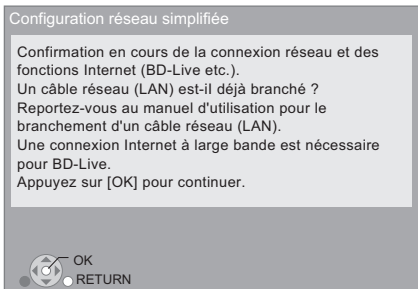 Configuration réseau simplifiée
Confirmation en cours de la connexion réseau et des
fonctions Internet (BD-Live etc.).
Un câble réseau (LAN) est-il déjà branché ?
Reportez-vous au manuel d'utilisation pour le
branchement d'un câble réseau (LAN).
Une connexion Internet à large bande est nécessaire
pour BD-Live.
Appuyez sur [OK] pour continuer.
OK
RETURN